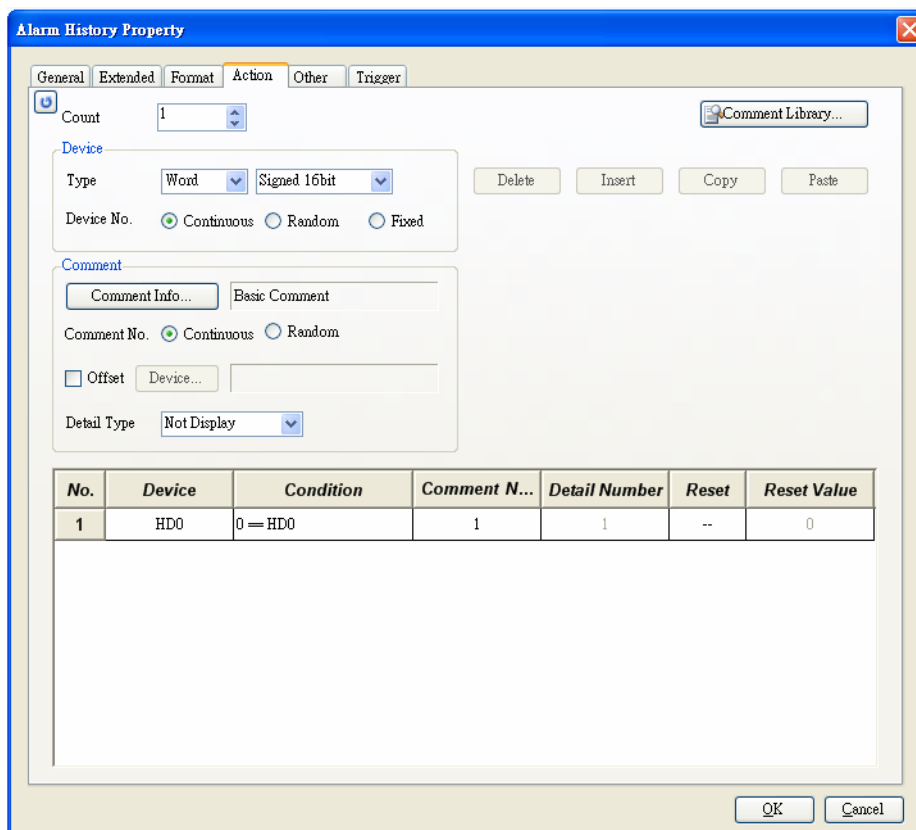 Alarm History Property
General Extended Format Action Other Trigger
Count 1 Comment Library...
Device
Type Word Signed 16bit Delete Insert Copy Paste
Device No. Continuous Random Fixed
Comment
Comment Info... Basic Comment
Comment No. Continuous Random
Offset Device...
Detail Type Not Display
No. Device Condition Comment N... Detail Number Reset Reset Value
1 HD0 0 == HD0 1 1 -- 0
OK Cancel